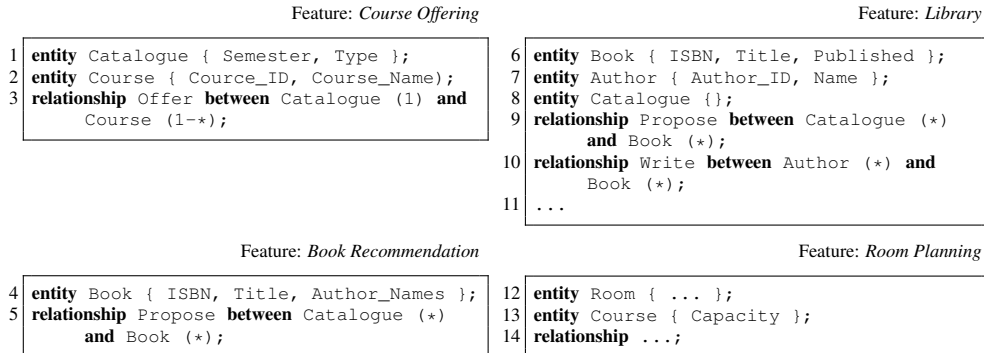 Feature: Course Offering
1 entity Catalogue { Semester, Type };
2 entity Course { Cource_ID, Course_Name);
3 relationship Offer between Catalogue (1) and
Course (1-*);
Feature: Library
6 entity Book { ISBN, Title, Published };
7 entity Author { Author_ID, Name };
8 entity Catalogue {};
9 relationship Propose between Catalogue (*)
and Book (*);
10 relationship Write between Author (*) and
Book (*);
11 ...
Feature: Book Recommendation
4 entity Book { ISBN, Title, Author_Names };
5 relationship Propose between Catalogue (*)
and Book (*);
Feature: Room Planning
12 entity Room { ... };
13 entity Course { Capacity };
14 relationship ...;